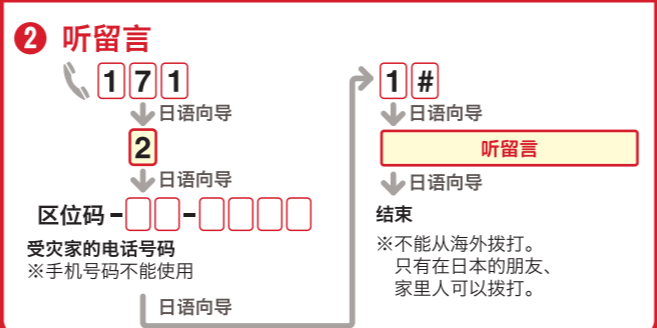 2 听留言
171
日语向导
2
日语向导
区位码-□□-□□□□
受灾家的电话号码
※手机号码不能使用
日语向导
1#
日语向导
听留言
日语向导
结束
※不能从海外拨打。
只有在日本的朋友、
家里人可以拨打。